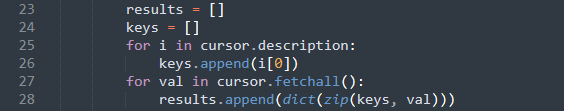 23 results = []
24 keys = []
25 for i in cursor.description:
26 keys.append(i[0])
27 for val in cursor.fetchall():
28 results.append(dict(zip(keys, val)))